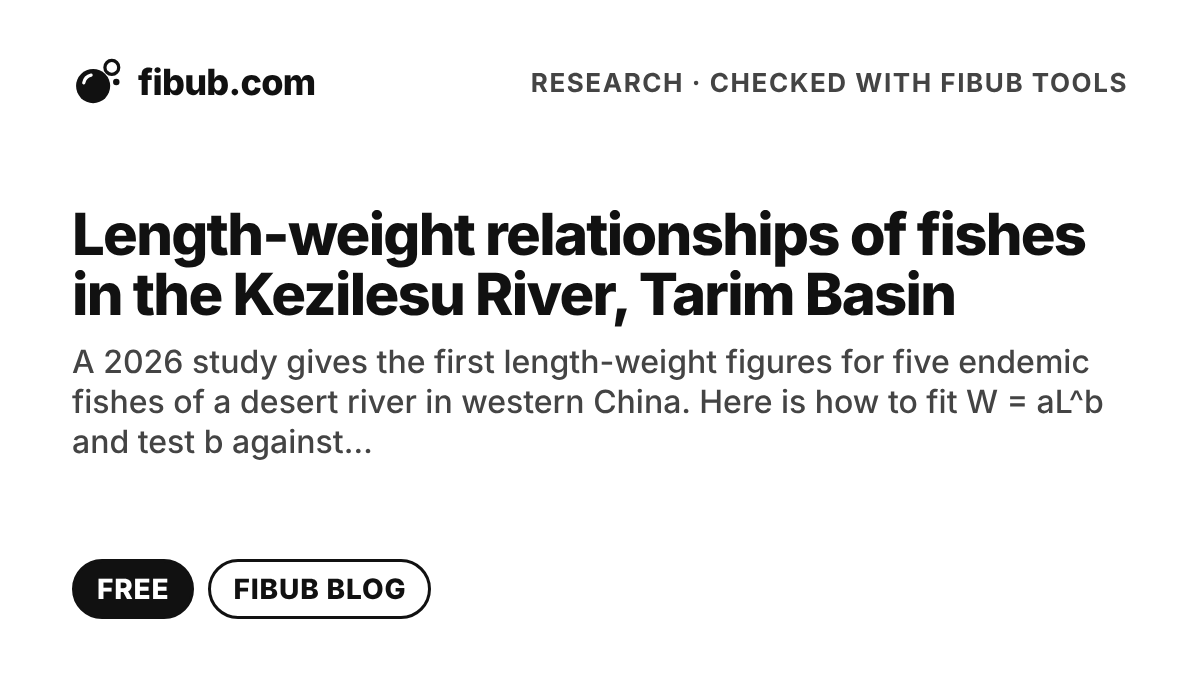 fibub.com
RESEARCH · CHECKED WITH FIBUB TOOLS
Length-weight relationships of fishes
in the Kezilesu River, Tarim Basin
A 2026 study gives the first length-weight figures for five endemic
fishes of a desert river in western China. Here is how to fit W = aL^b
and test b against...
FREE
FIBUB BLOG